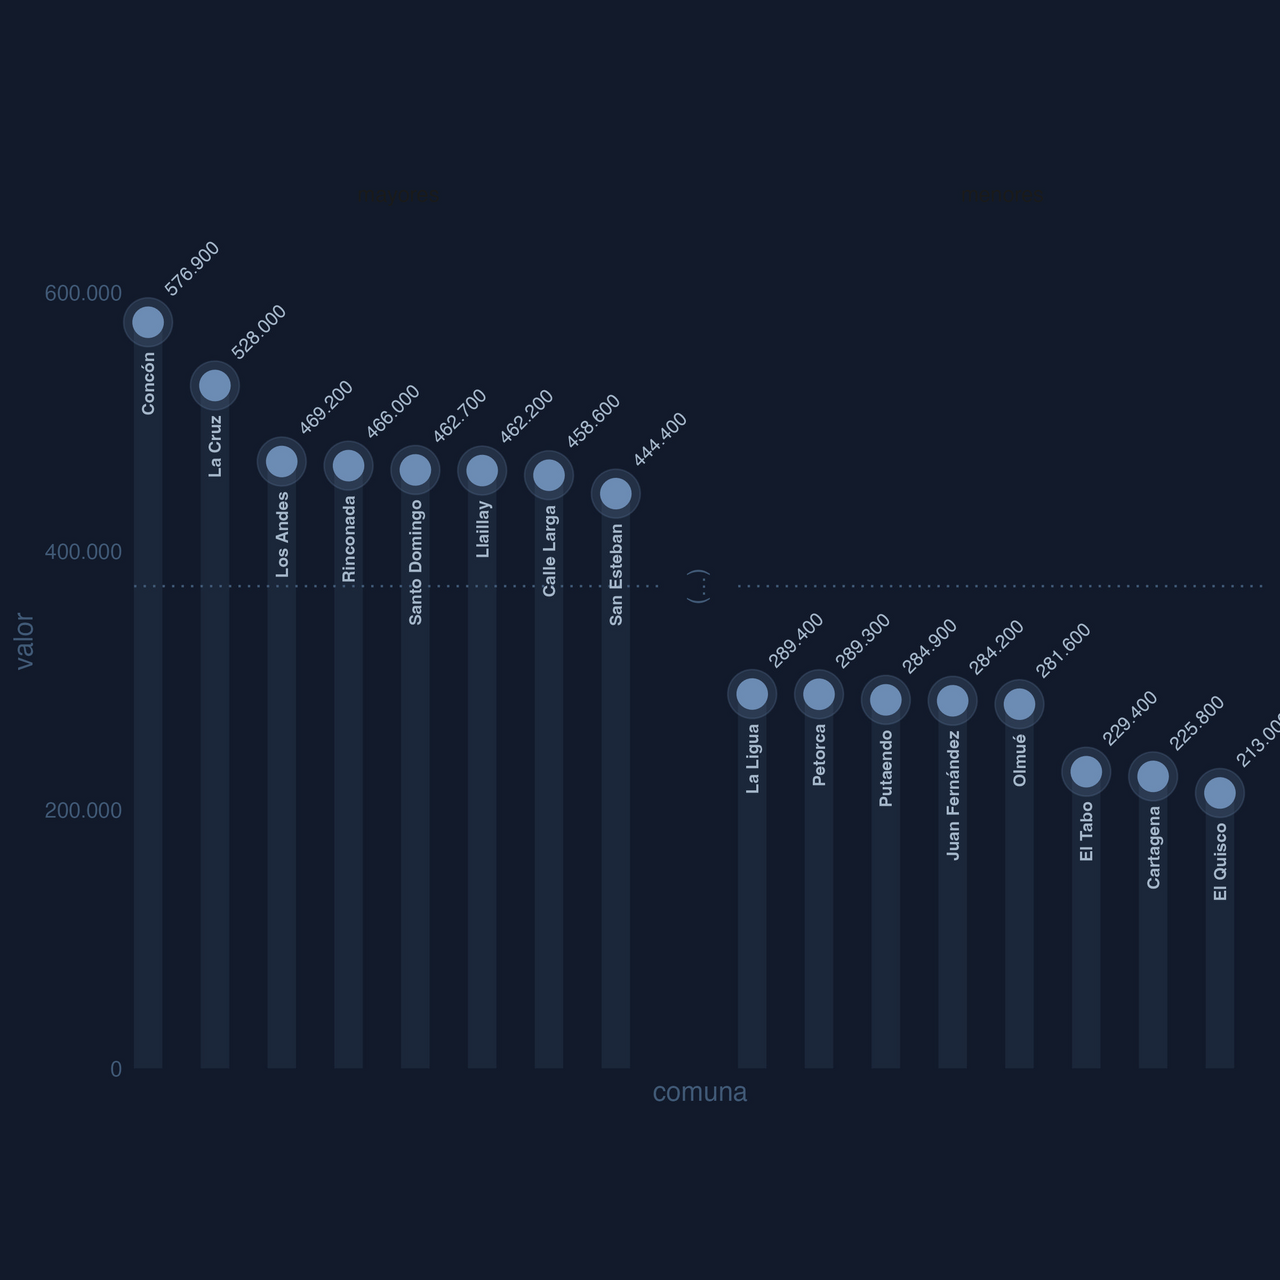 600.000
400.000
200.000
0
valor
comuna
576.900
Concón
528.000
La Cruz
469.200
Los Andes
466.000
Rinconada
462.700
Santo Domingo
462.200
Llaillay
458.600
Calle Larga
444.400
San Esteban
(...)
289.400
La Ligua
289.300
Petorca
284.900
Putaendo
284.200
Juan Fernández
281.600
Olmué
229.400
El Tabo
225.800
Cartagena
213.00
El Quisco